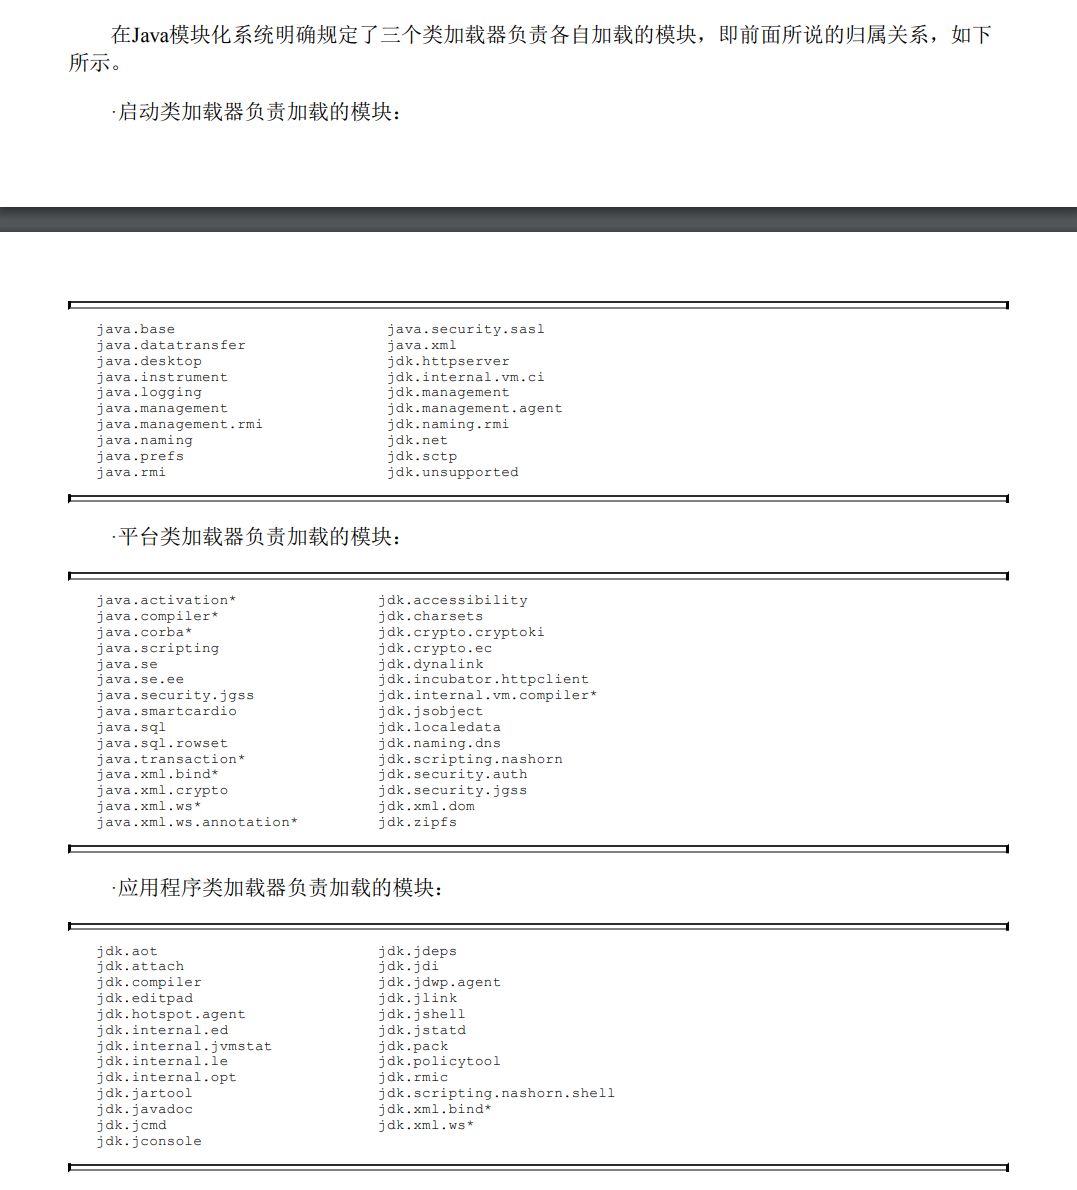 在Java模块化系统明确规定了三个类加载器负责各自加载的模块，即前面所说的归属关系，如下
所示。
·启动类加载器负责加载的模块：
java.base java.security.sasl
java.datatransfer java.xml
java.desktop jdk.httpserver
java.instrument jdk.internal.vm.ci
java.logging jdk.management
java.management jdk.management.agent
java.management.rmi jdk.naming.rmi
java.naming jdk.net
java.prefs jdk.sctp
java.rmi jdk.unsupported
·平台类加载器负责加载的模块：
java.activation* jdk.accessibility
java.compiler* jdk.charsets
java.corba* jdk.crypto.cryptoki
java.scripting jdk.crypto.ec
java.se jdk.dynalink
java.se.ee jdk.incubator.httpclient
java.security.jgss jdk.internal.vm.compiler*
java.smartcardio jdk.jsobject
java.sql jdk.localedata
java.sql.rowset jdk.naming.dns
java.transaction* jdk.scripting.nashorn
java.xml.bind* jdk.security.auth
java.xml.crypto jdk.security.jgss
java.xml.ws* jdk.xml.dom
java.xml.ws.annotation* jdk.zipfs
·应用程序类加载器负责加载的模块：
jdk.aot jdk.jdeps
jdk.attach jdk.jdi
jdk.compiler jdk.jdwp.agent
jdk.editpad jdk.jlink
jdk.hotspot.agent jdk.jshell
jdk.internal.ed jdk.jstatd
jdk.internal.jvmstat jdk.pack
jdk.internal.le jdk.policytool
jdk.internal.opt jdk.rmic
jdk.jartool jdk.scripting.nashorn.shell
jdk.javadoc jdk.xml.bind*
jdk.jcmd jdk.xml.ws*
jdk.jconsole